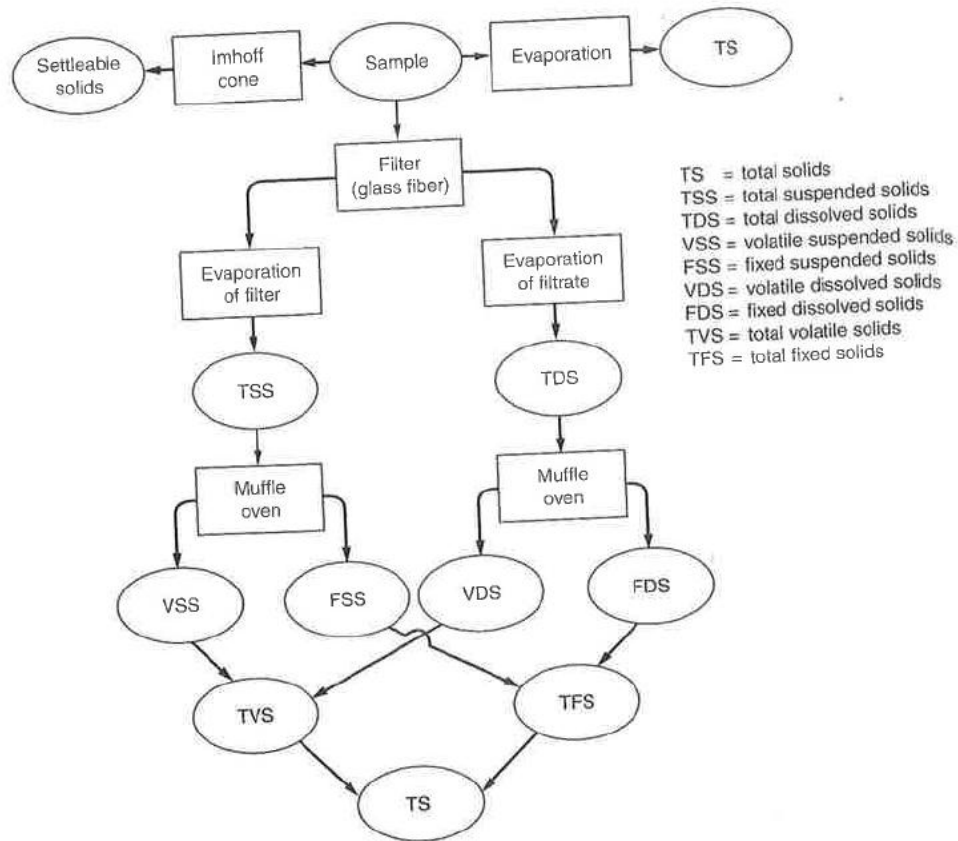 Settleable
solids
Imhoff
cone
Sample
Evaporation
TS
Filter
(glass fiber)
Evaporation
of filter
Evaporation
of filtrate
TSS
TDS
Muffle
oven
Muffle
oven
VSS
FSS
VDS
FDS
TVS
TFS
TS
TS = total solids
TSS = total suspended solids
TDS = total dissolved solids
VSS = volatile suspended solids
FSS = fixed suspended solids
VDS = volatile dissolved solids
FDS = fixed dissolved solids
TVS = total volatile solids
TFS = total fixed solids